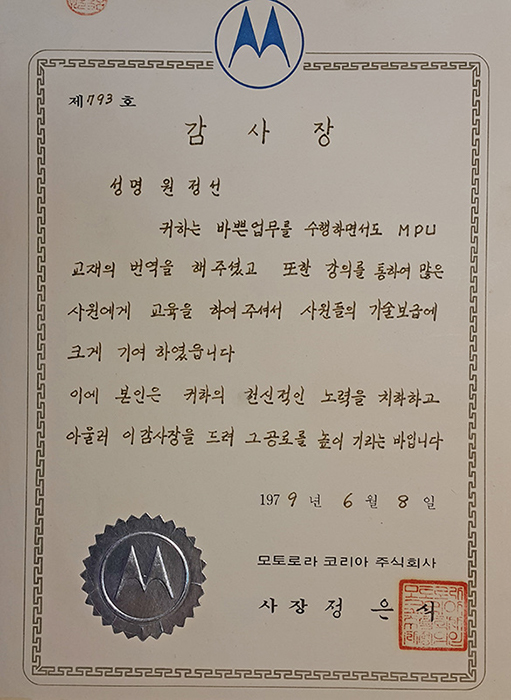 제 793 호
감 사 장
성명 원 정 선
귀하는 바쁜업무를 수행하면서도 MPU
교재의 번역을 해 주셨고 또한 강의를 통하여 많은
사원에게 교육을 하여 주셔서 사원들의 기술보급에
크게 기여 하였읍니다
이에 본인은 귀하의 헌신적인 노력을 치하하고
아울러 이 감사장을 드려 그 공로를 높이 기리는 바입니다
1979 년 6 월 8 일
모토로라 코리아 주식회사
사 장 정 은 식